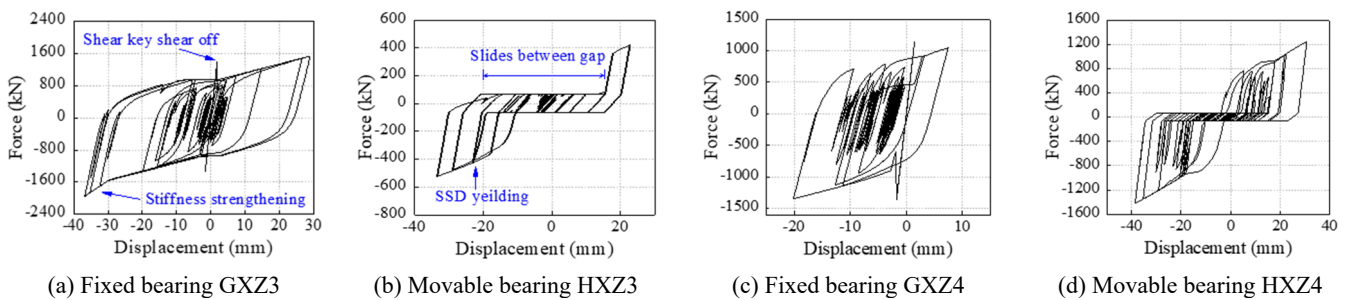 2400
1600
800
0
-800
-1600
-2400
Force (kN)
Shear key shear off
Stiffness strengthening
-40 -30 -20 -10 0 10 20 30
Displacement (mm)
(a) Fixed bearing GXZ3
600
400
200
0
-200
-400
-600
-800
Force (kN)
Slides between gap
SSD yeilding
-40 -20 0 20
Displacement (mm)
(b) Movable bearing HXZ3
1500
1000
500
0
-500
-1000
-1500
Force (kN)
-20 -10 0 10
Displacement (mm)
(c) Fixed bearing GXZ4
1600
1200
800
400
0
-400
-800
-1200
-1600
Force (kN)
-40 -20 0 20 40
Displacement (mm)
(d) Movable bearing HXZ4